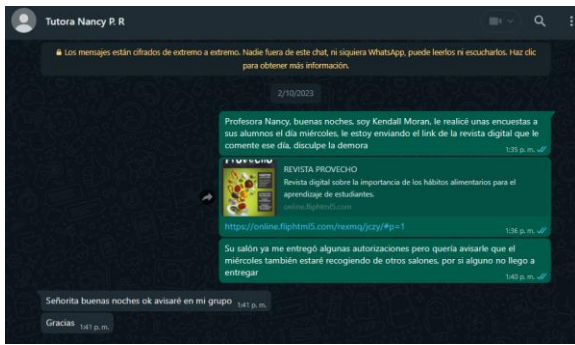 Tutora Nancy P. R
Los mensajes están cifrados de extremo a extremo. Nadie fuera de este chat, ni siquiera WhatsApp, puede leerlos ni escucharlos. Haz clic
para obtener más información.
2/10/2023
Profesora Nancy, buenas noches, soy Kendall Moran, le realicé unas encuestas a
sus alumnos el día miércoles, le estoy enviando el link de la revista digital que le
comente ese día, disculpe la demora
1:35 p. m.
PROVECHO
REVISTA PROVECHO
Revista digital sobre la importancia de los hábitos alimentarios para el
aprendizaje de estudiantes.
online.fliphtml5.com
https://online.fliphtml5.com/rexmq/jczy/#p=1
1:36 p. m.
Su salón ya me entregó algunas autorizaciones pero quería avisarle que el
miércoles también estaré recogiendo de otros salones, por si alguno no llego a
entregar
1:40 p. m.
Señorita buenas noches ok avisaré en mi grupo 1:41 p. m.
Gracias 1:41 p. m.